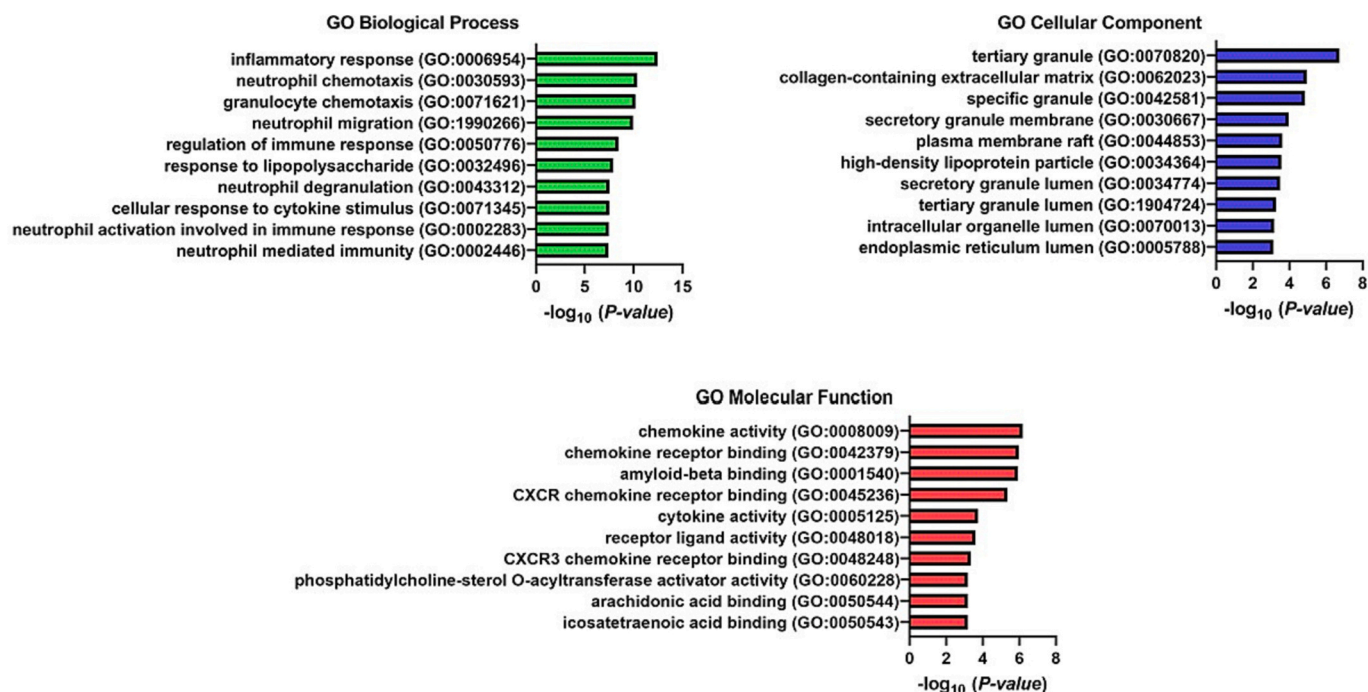 GO Biological Process
inflammatory response (GO:0006954)
neutrophil chemotaxis (GO:0030593)
granulocyte chemotaxis (GO:0071621)
neutrophil migration (GO:1990266)
regulation of immune response (GO:0050776)
response to lipopolysaccharide (GO:0032496)
neutrophil degranulation (GO:0043312)
cellular response to cytokine stimulus (GO:0071345)
neutrophil activation involved in immune response (GO:0002283)
neutrophil mediated immunity (GO:0002446)
0 5 10 15
-log₁₀ (P-value)
GO Cellular Component
tertiary granule (GO:0070820)
collagen-containing extracellular matrix (GO:0062023)
specific granule (GO:0042581)
secretory granule membrane (GO:0030667)
plasma membrane raft (GO:0044853)
high-density lipoprotein particle (GO:0034364)
secretory granule lumen (GO:0034774)
tertiary granule lumen (GO:1904724)
intracellular organelle lumen (GO:0070013)
endoplasmic reticulum lumen (GO:0005788)
0 2 4 6 8
-log₁₀ (P-value)
GO Molecular Function
chemokine activity (GO:0008009)
chemokine receptor binding (GO:0042379)
amyloid-beta binding (GO:0001540)
CXCR chemokine receptor binding (GO:0045236)
cytokine activity (GO:0005125)
receptor ligand activity (GO:0048018)
CXCR3 chemokine receptor binding (GO:0048248)
phosphatidylcholine-sterol O-acyltransferase activator activity (GO:0060228)
arachidonic acid binding (GO:0050544)
icosatetraenoic acid binding (GO:0050543)
0 2 4 6 8
-log₁₀ (P-value)